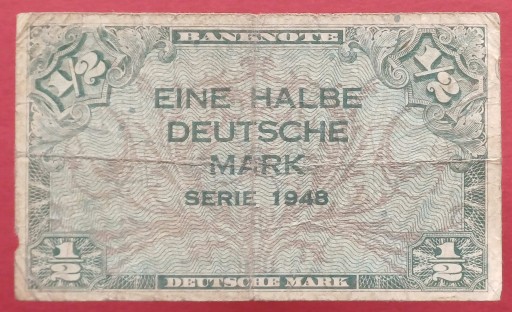 BANKNOTE
1/2 1/2
EINE HALBE
DEUTSCHE
MARK
SERIE 1948
1/2 1/2
DEUTSCHE MARK